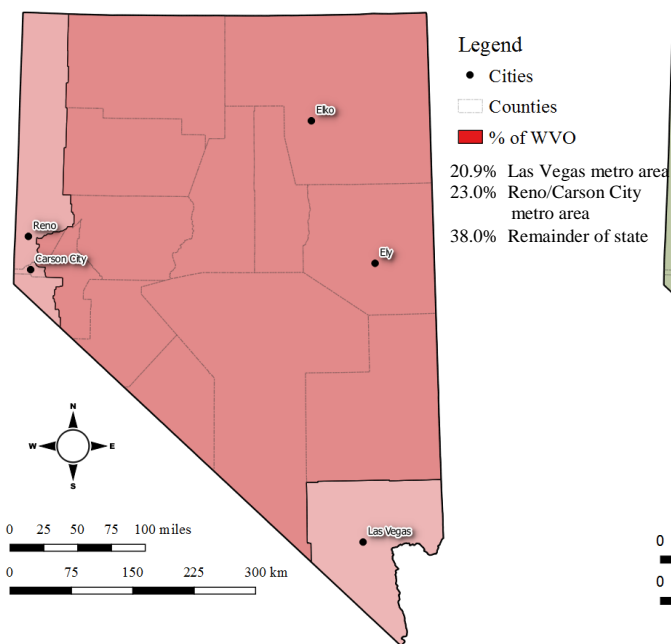 Legend
Cities
Counties
% of WVO
20.9% Las Vegas metro area
23.0% Reno/Carson City
metro area
38.0% Remainder of state
Elko
Reno
Carson City
Ely
N
W E
S
Las Vegas
0 25 50 75 100 miles
0 75 150 225 300 km
0
0